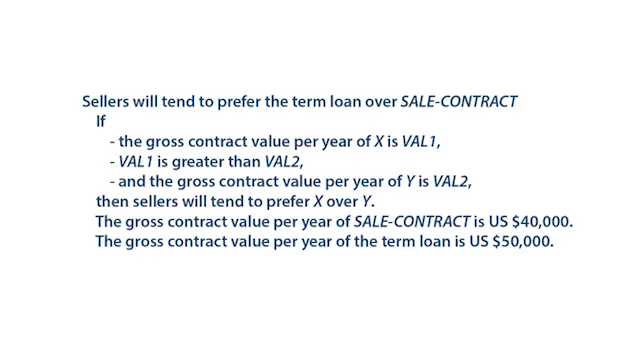 Sellers will tend to prefer the term loan over SALE-CONTRACT
If
- the gross contract value per year of X is VAL1,
- VAL1 is greater than VAL2,
- and the gross contract value per year of Y is VAL2,
then sellers will tend to prefer X over Y.
The gross contract value per year of SALE-CONTRACT is US $40,000.
The gross contract value per year of the term loan is US $50,000.